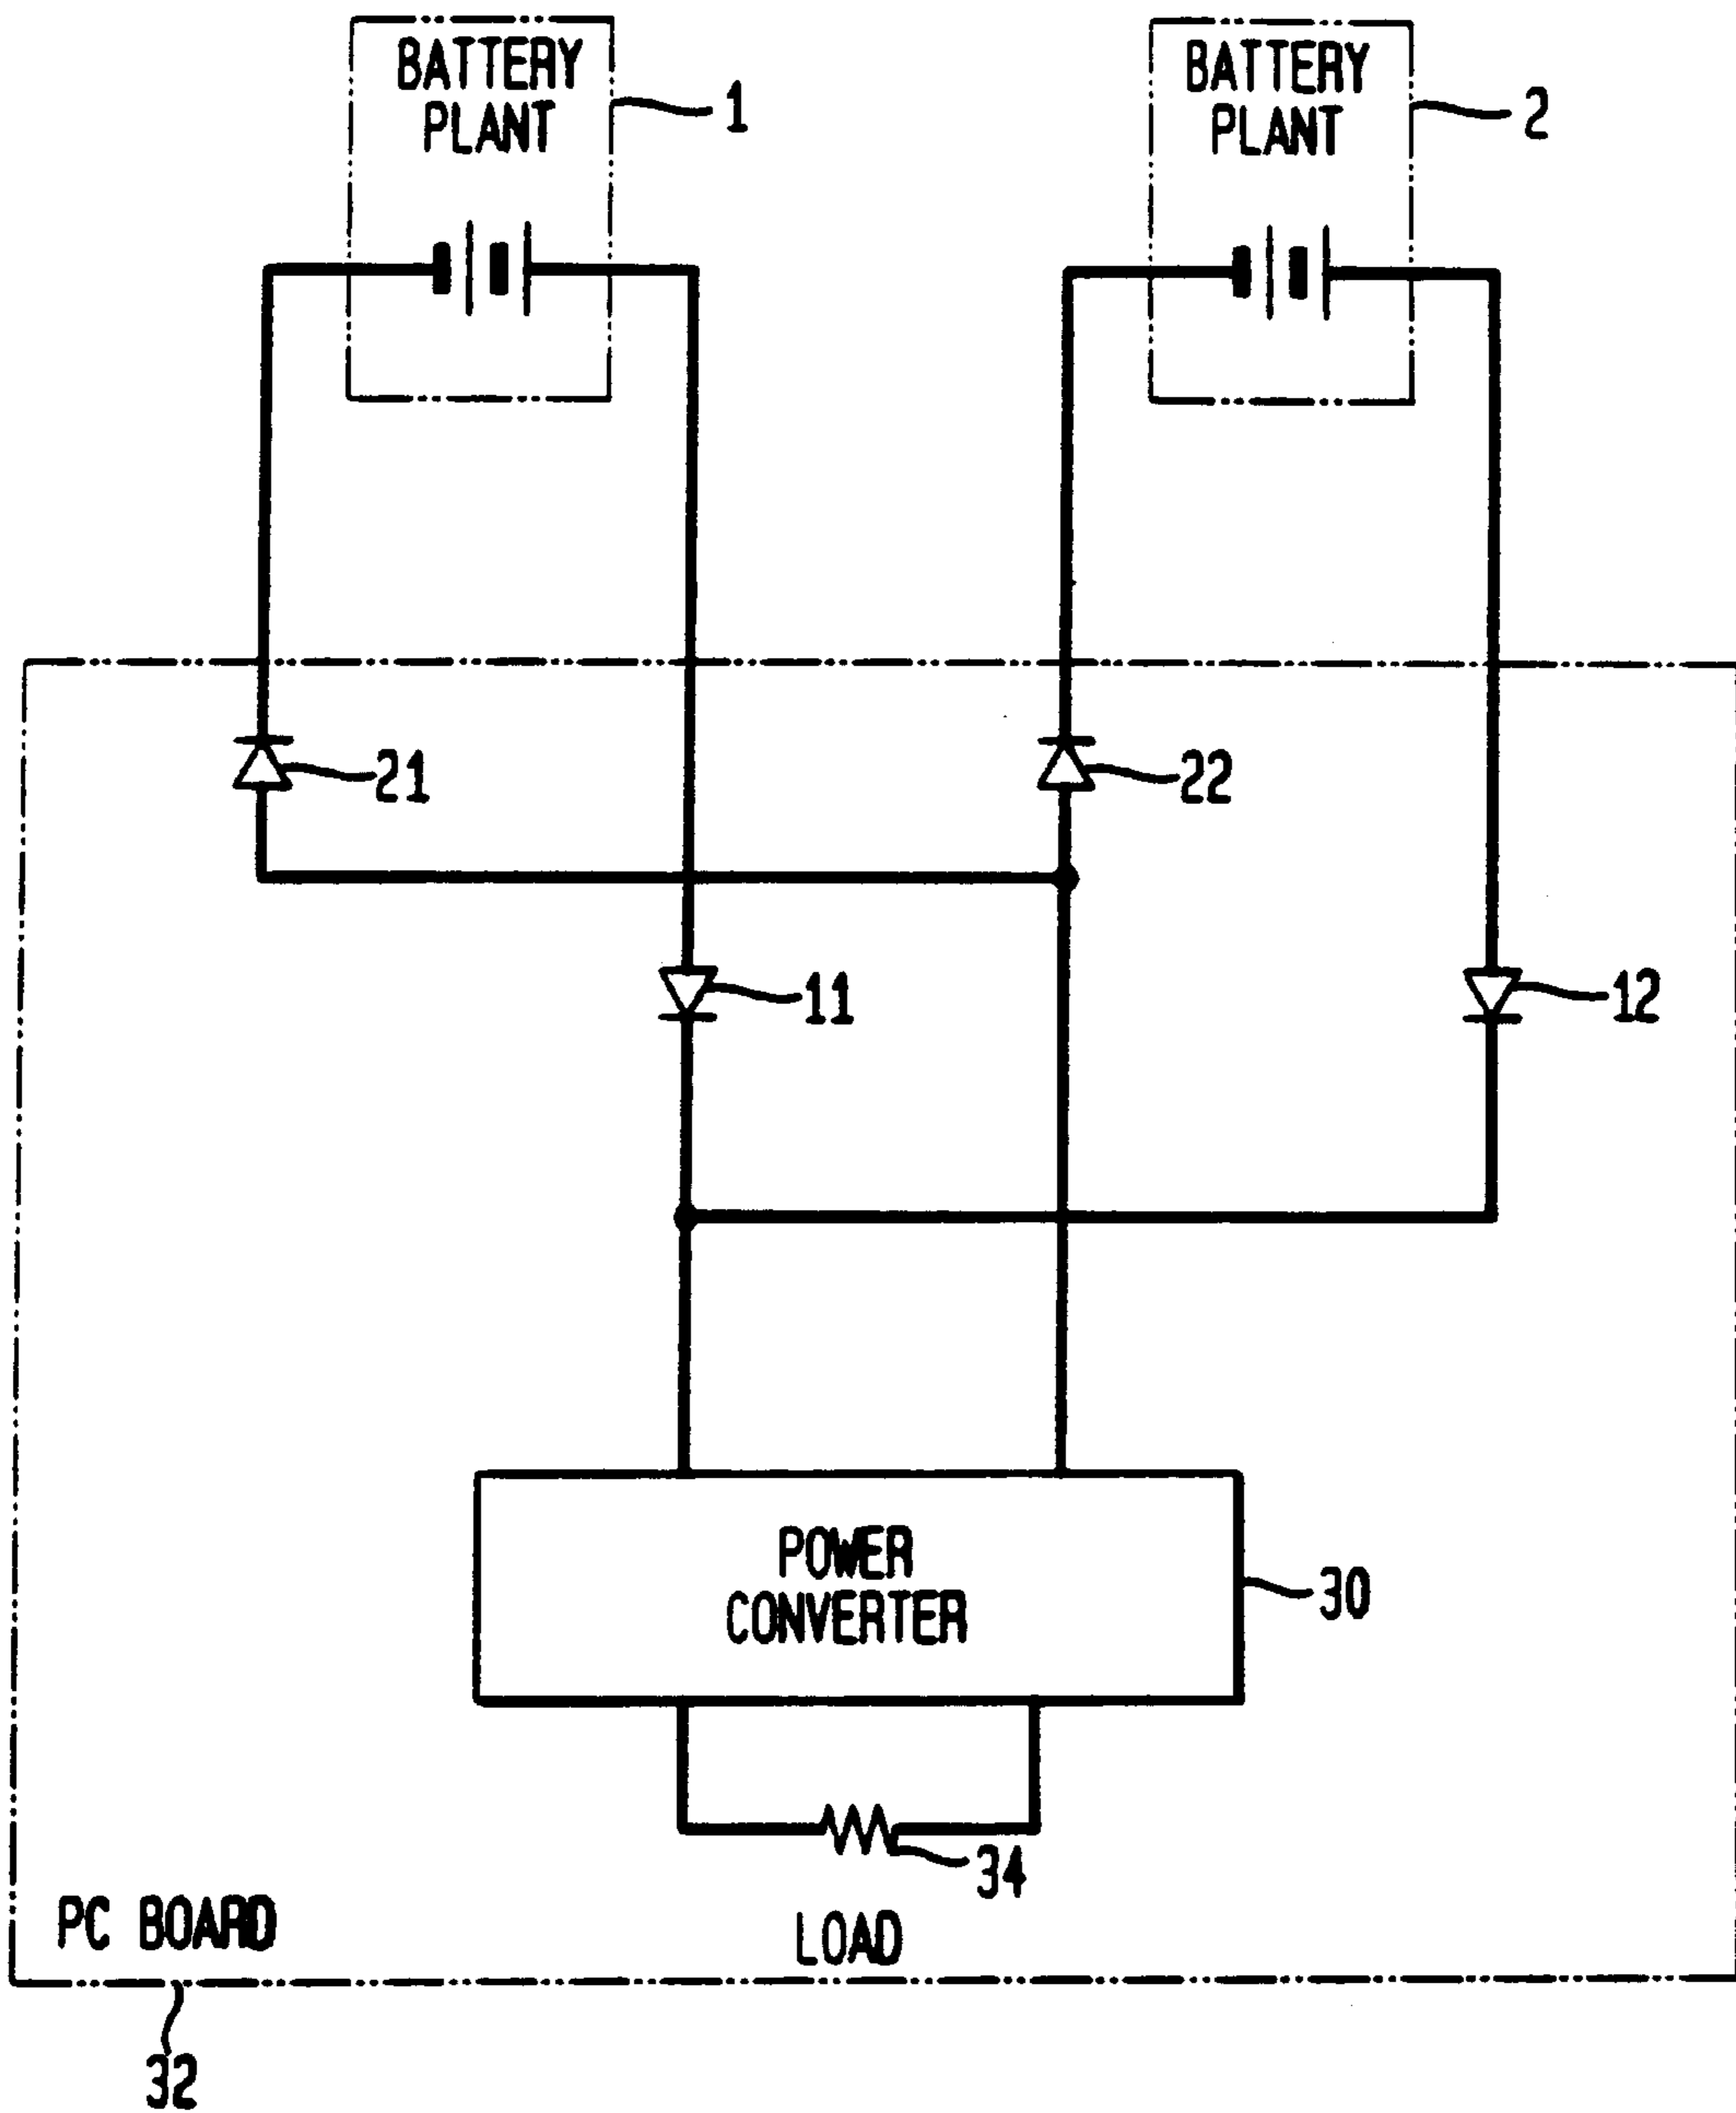 BATTERY
PLANT
1
BATTERY
PLANT
2
21
22
11
12
POWER
CONVERTER
30
34
PC BOARD
LOAD
32